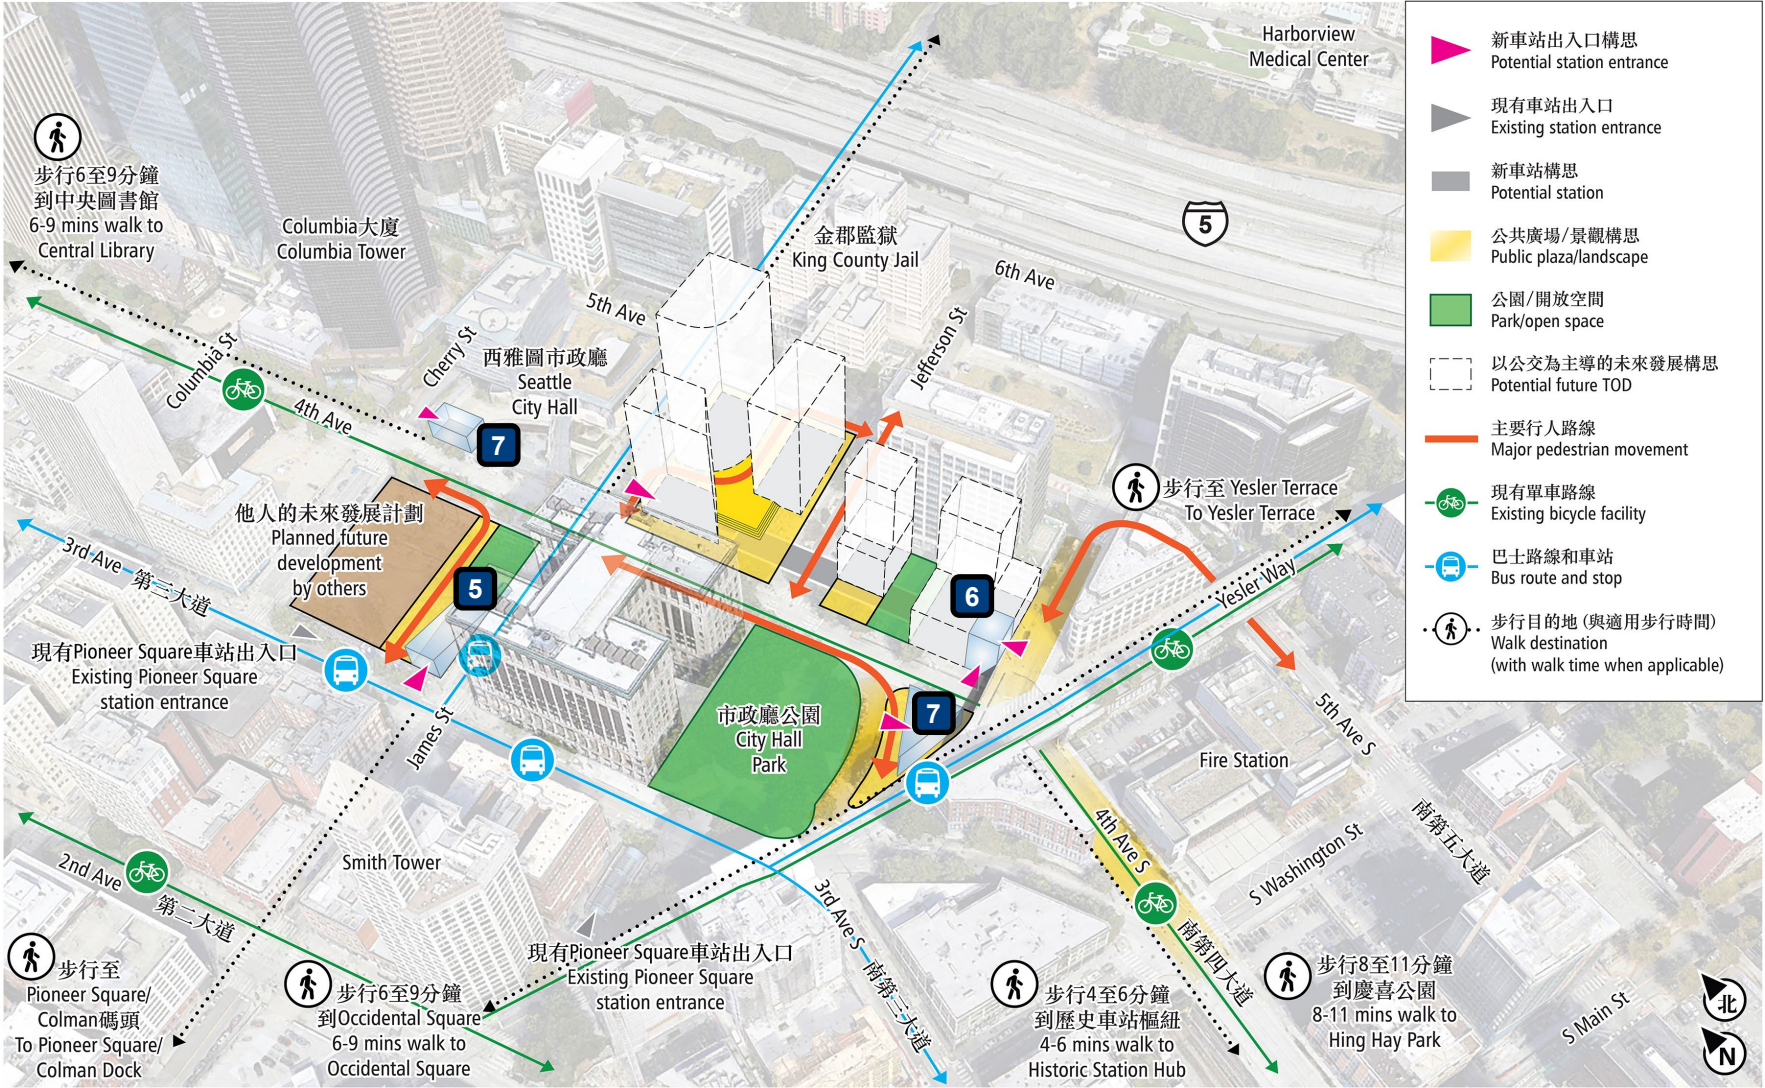 Harborview
Medical Center
步行6至9分鐘
到中央圖書館
6-9 mins walk to
Central Library
Columbia大廈
Columbia Tower
金郡監獄
King County Jail
5
6th Ave
5th Ave
Jefferson St
Cherry St
Columbia St
4th Ave
西雅圖市政廳
Seattle
City Hall
7
他人的未來發展計劃
Planned future
development
by others
3rd Ave 第三大道
5
6
步行至 Yesler Terrace
To Yesler Terrace
Yesler Way
現有Pioneer Square車站出入口
Existing Pioneer Square
station entrance
James St
市政廳公園
City Hall
Park
7
Fire Station
5th Ave S
南第五大道
4th Ave S
南第四大道
S Washington St
S Main St
Smith Tower
2nd Ave
第二大道
3rd Ave S
南第三大道
現有Pioneer Square車站出入口
Existing Pioneer Square
station entrance
步行至
Pioneer Square/
Colman碼頭
To Pioneer Square/
Colman Dock
步行6至9分鐘
到Occidental Square
6-9 mins walk to
Occidental Square
步行4至6分鐘
到歷史車站樞紐
4-6 mins walk to
Historic Station Hub
步行8至11分鐘
到慶喜公園
8-11 mins walk to
Hing Hay Park
北
N
新車站出入口構思
Potential station entrance
現有車站出入口
Existing station entrance
新車站構思
Potential station
公共廣場/景觀構思
Public plaza/landscape
公園/開放空間
Park/open space
以公交為主導的未來發展構思
Potential future TOD
主要行人路線
Major pedestrian movement
現有單車路線
Existing bicycle facility
巴士路線和車站
Bus route and stop
步行目的地 (與適用步行時間)
Walk destination
(with walk time when applicable)